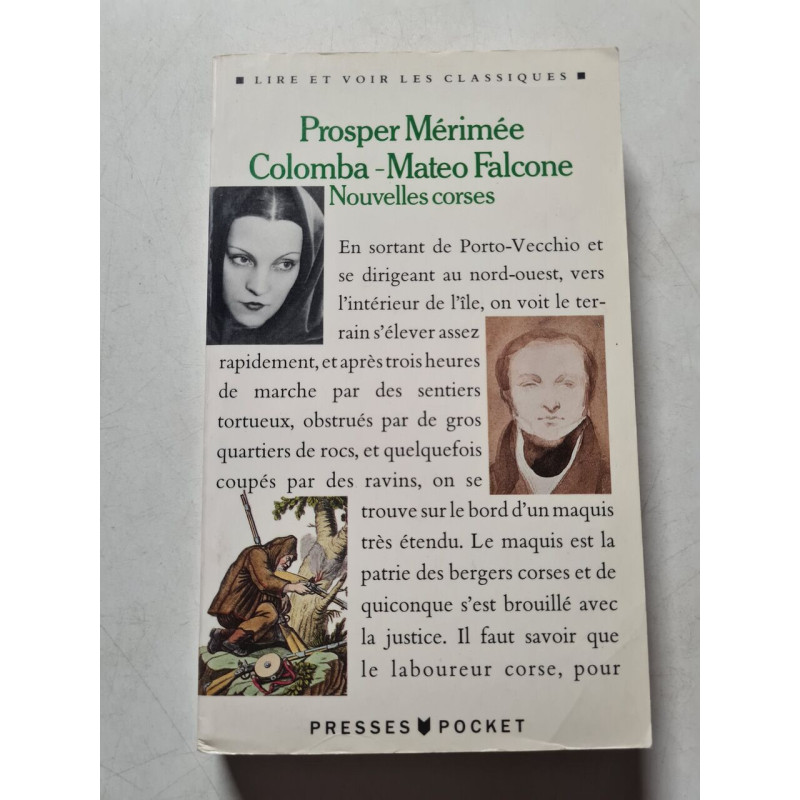 LIRE ET VOIR LES CLASSIQUES
Prosper Mérimée
Colomba - Mateo Falcone
Nouvelles corses
En sortant de Porto-Vecchio et
se dirigeant au nord-ouest, vers
l'intérieur de l'île, on voit le ter-
rain s'élever assez
rapidement, et après trois heures
de marche par des sentiers
tortueux, obstrués par de gros
quartiers de rocs, et quelquefois
coupés par des ravins, on se
trouve sur le bord d'un maquis
très étendu. Le maquis est la
patrie des bergers corses et de
quiconque s'est brouillé avec
la justice. Il faut savoir que
le laboureur corse, pour
PRESSES POCKET